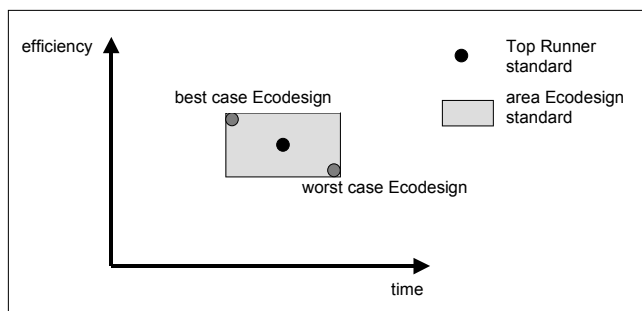 efficiency
Top Runner
standard
best case Ecodesign
area Ecodesign
standard
worst case Ecodesign
time